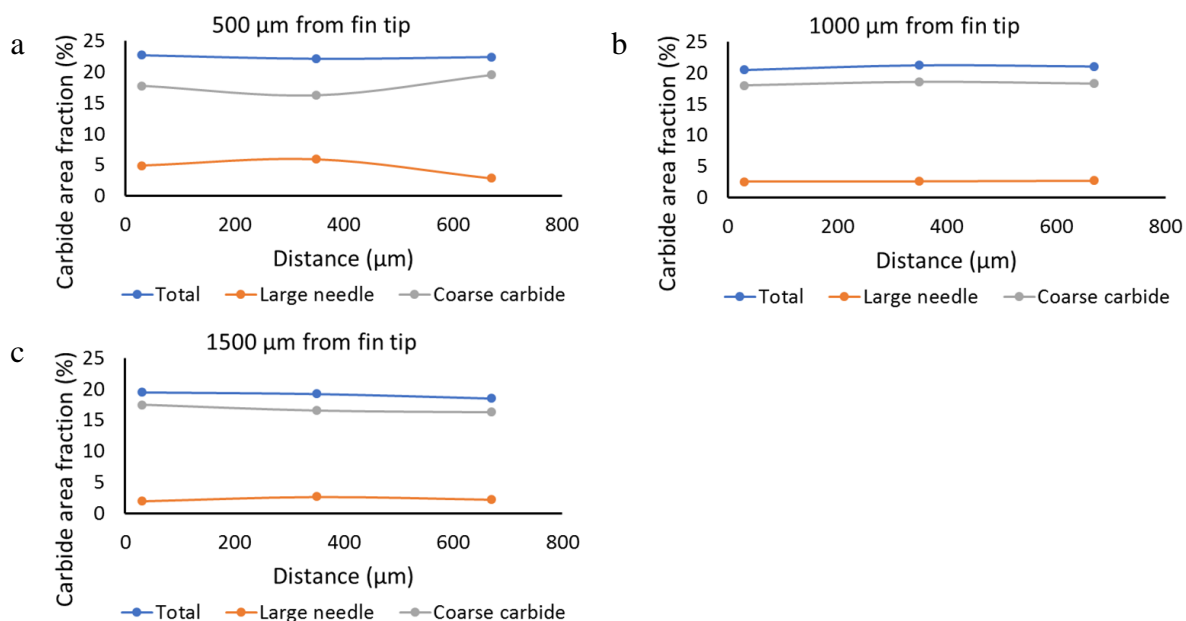 a
500 µm from fin tip
Carbide area fraction (%)
25
20
15
10
5
0
0 200 400 600 800
Distance (µm)
Total Large needle Coarse carbide
b
1000 µm from fin tip
Carbide area fraction (%)
25
20
15
10
5
0
0 200 400 600 800
Distance (µm)
Total Large needle Coarse carbide
c
1500 µm from fin tip
Carbide area fraction (%)
25
20
15
10
5
0
0 200 400 600 800
Distance (µm)
Total Large needle Coarse carbide